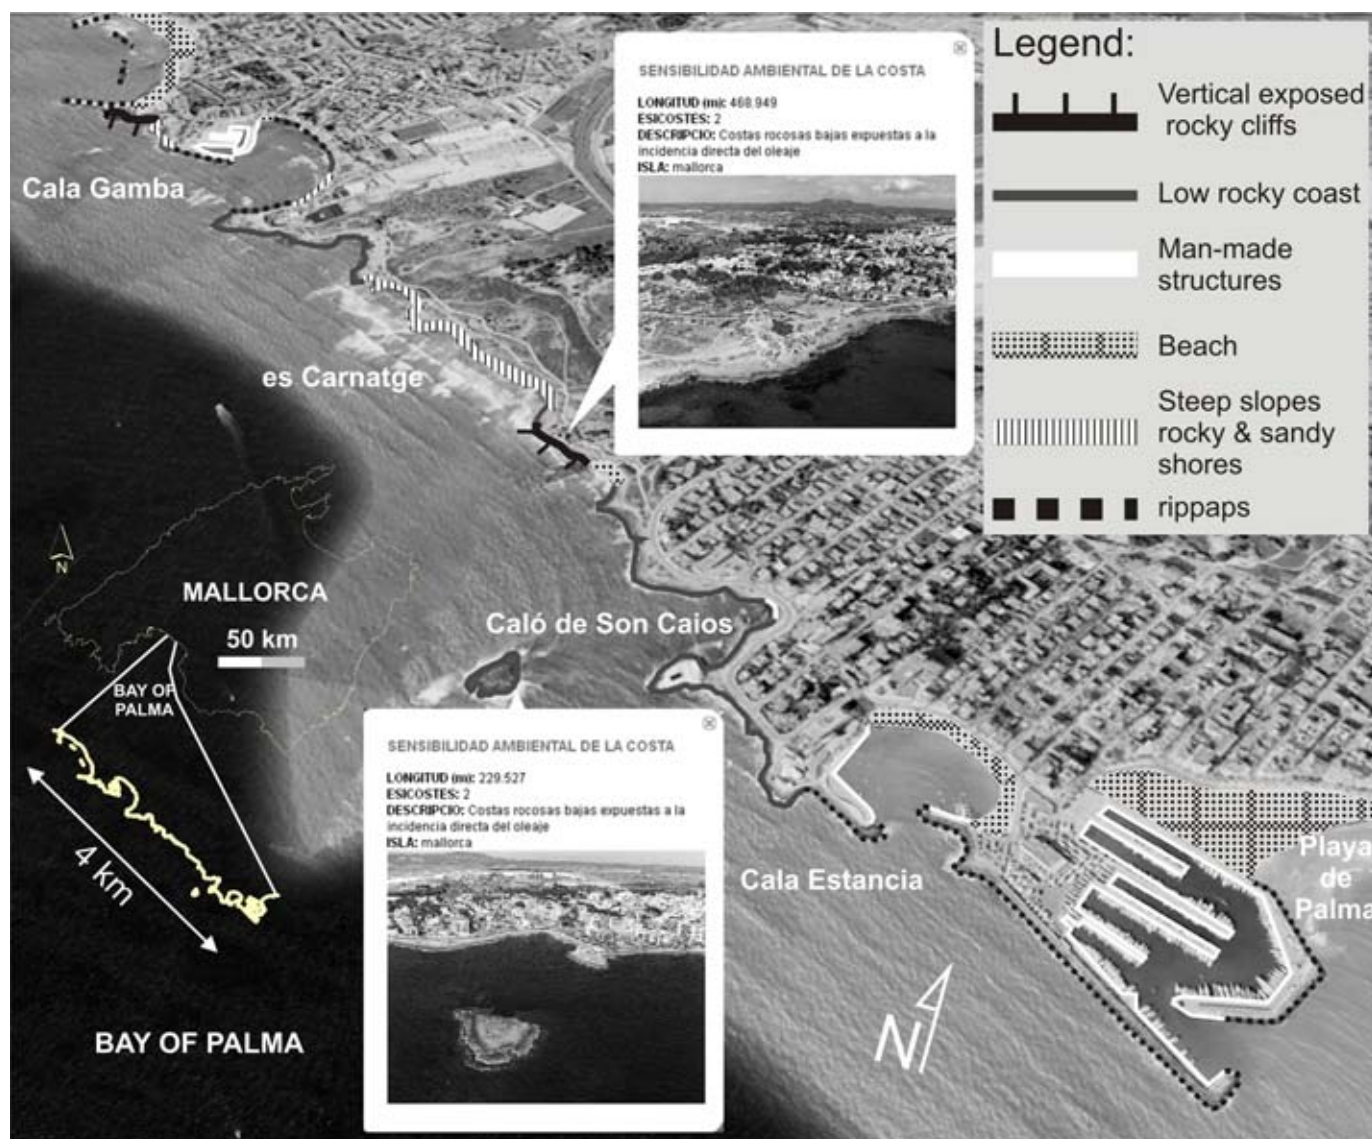 Legend:
Vertical exposed
rocky cliffs
Low rocky coast
Man-made
structures
Beach
Steep slopes
rocky & sandy
shores
rippaps
SENSIBILIDAD AMBIENTAL DE LA COSTA
LONGITUD (m): 468.949
ESICOSTES: 2
DESCRIPCIO: Costas rocosas bajas expuestas a la
incidencia directa del oleaje
ISLA: mallorca
Cala Gamba
es Carnatge
N
MALLORCA
50 km
Caló de Son Caios
BAY OF
PALMA
4 km
SENSIBILIDAD AMBIENTAL DE LA COSTA
LONGITUD (m): 229.527
ESICOSTES: 2
DESCRIPCIO: Costas rocosas bajas expuestas a la
incidencia directa del oleaje
ISLA: mallorca
Cala Estancia
Playa
de
Palma
N
BAY OF PALMA